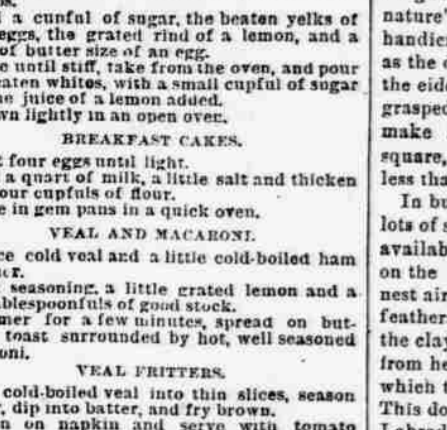 a cupful of sugar, the beaten yelks of
eggs, the grated rind of a lemon, and a
of butter size of an egg.
until stiff, take from the oven, and pour
eaten whites, with a small cupful of sugar
juice of a lemon added.
wn lightly in an open oven.
BREAKFAST CAKES.
four eggs until light.
a quart of milk, a little salt and thicken
our cupfuls of flour.
in gem pans in a quick oven.
VEAL AND MACARONI.
ce cold veal and a little cold-boiled ham
seasoning, a little grated lemon and a
blespoonfuls of good stock.
mer for a few minutes, spread on but-
toast surrounded by hot, well seasoned
oni.
VEAL FRITTERS.
cold-boiled veal into thin slices, season
dip into batter, and fry brown.
on napkin and serve with tomato
nature'
handic
as the
the eid
grasped
make
square,
less tha
In bu
lots of s
availab
on the
nest air
feather
the clay
from he
which t
This do